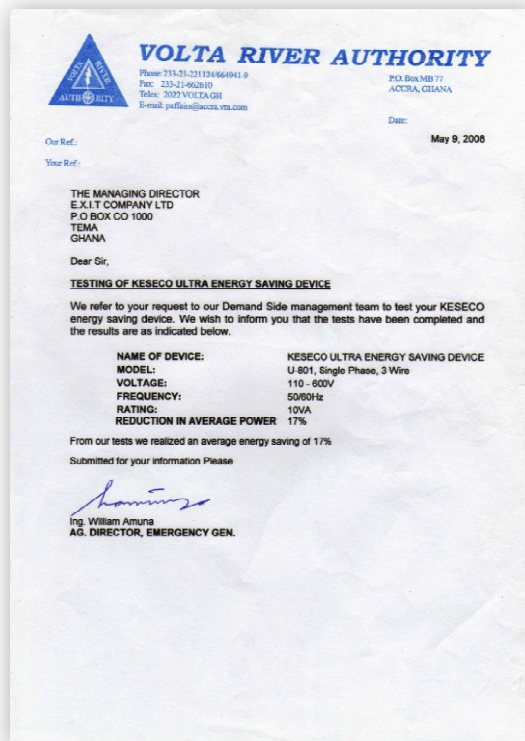 VOLTA RIVER AUTHORITY
VOLTA RIVER AUTHORITY
Phone: 233-21-221124/664941-9
Fax: 233-21-662610
Telex: 2022 VOLTA GH
E-mail: paffairs@accra.vra.com
P.O. Box MB 77
ACCRA, GHANA
Date:
Our Ref.:
May 9, 2008
Your Ref.:
THE MANAGING DIRECTOR
E.X.I.T COMPANY LTD
P.O BOX CO 1000
TEMA
GHANA
Dear Sir,
TESTING OF KESECO ULTRA ENERGY SAVING DEVICE
We refer to your request to our Demand Side management team to test your KESECO
energy saving device. We wish to inform you that the tests have been completed and
the results are as indicated below.
NAME OF DEVICE: KESECO ULTRA ENERGY SAVING DEVICE
MODEL: U-801, Single Phase, 3 Wire
VOLTAGE: 110 - 600V
FREQUENCY: 50/60Hz
RATING: 10VA
REDUCTION IN AVERAGE POWER 17%
From our tests we realized an average energy saving of 17%
Submitted for your information Please
Ing. William Amuna
AG. DIRECTOR, EMERGENCY GEN.